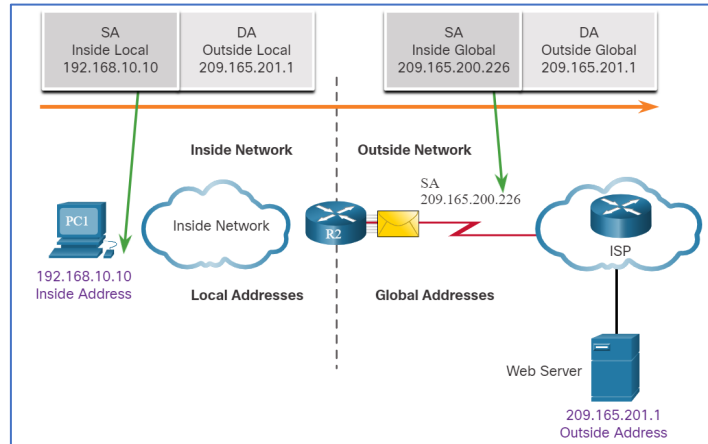 SA
Inside Local
192.168.10.10
DA
Outside Local
209.165.201.1
SA
Inside Global
209.165.200.226
DA
Outside Global
209.165.201.1
Inside Network
Outside Network
SA
209.165.200.226
PC1
Inside Network
R2
ISP
192.168.10.10
Inside Address
Local Addresses
Global Addresses
Web Server
209.165.201.1
Outside Address